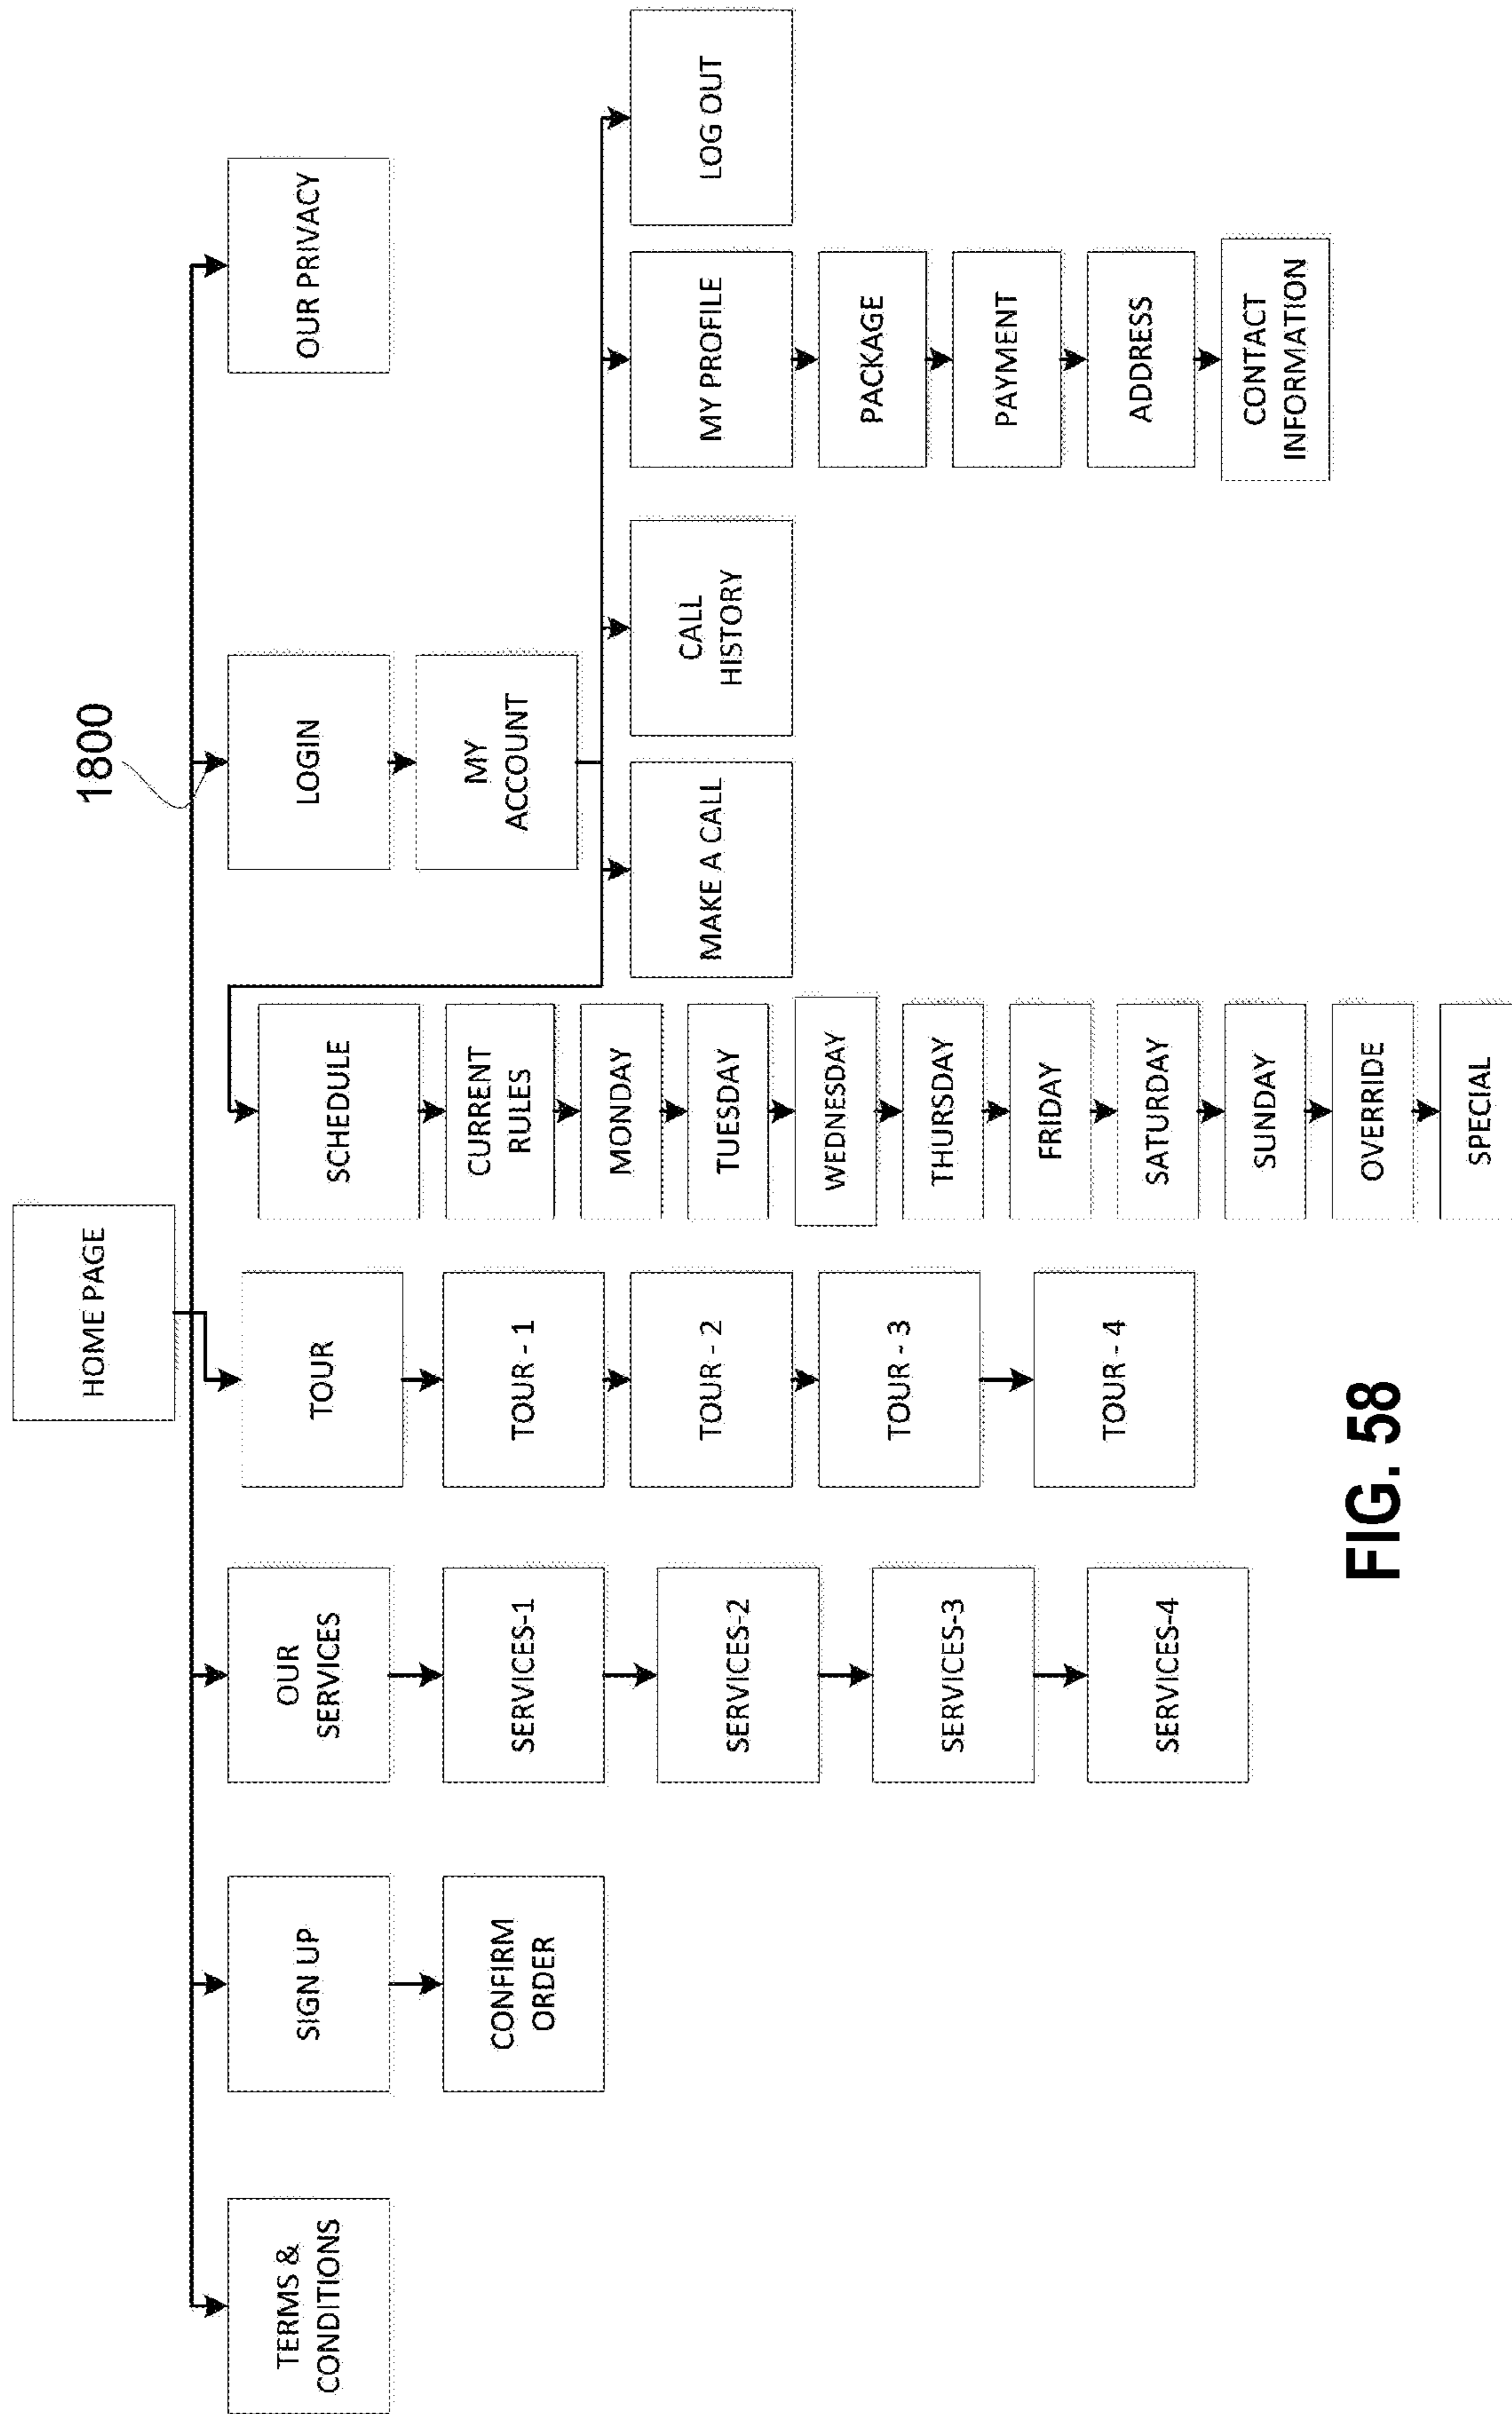 HOME PAGE
1800
TERMS &
CONDITIONS
SIGN UP
CONFIRM
ORDER
OUR
SERVICES
SERVICES-1
SERVICES-2
SERVICES-3
SERVICES-4
TOUR
TOUR - 1
TOUR - 2
TOUR - 3
TOUR - 4
SCHEDULE
CURRENT
RULES
MONDAY
TUESDAY
WEDNESDAY
THURSDAY
FRIDAY
SATURDAY
SUNDAY
OVERRIDE
SPECIAL
LOGIN
MY
ACCOUNT
MAKE A CALL
CALL
HISTORY
MY PROFILE
PACKAGE
PAYMENT
ADDRESS
CONTACT
INFORMATION
LOG OUT
OUR PRIVACY
FIG. 58